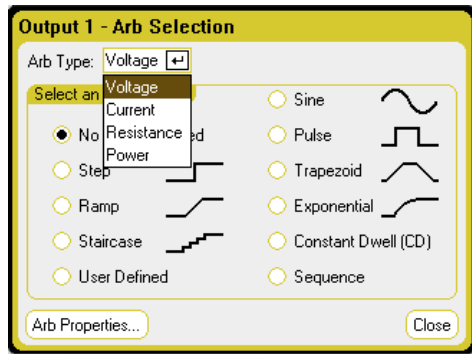 Output 1 - Arb Selection
Arb Type: Voltage
Select an
Voltage
Current
Resistance
Power
No
ed
Step
Ramp
Staircase
User Defined
Sine
Pulse
Trapezoid
Exponential
Constant Dwell (CD)
Sequence
Arb Properties...
Close